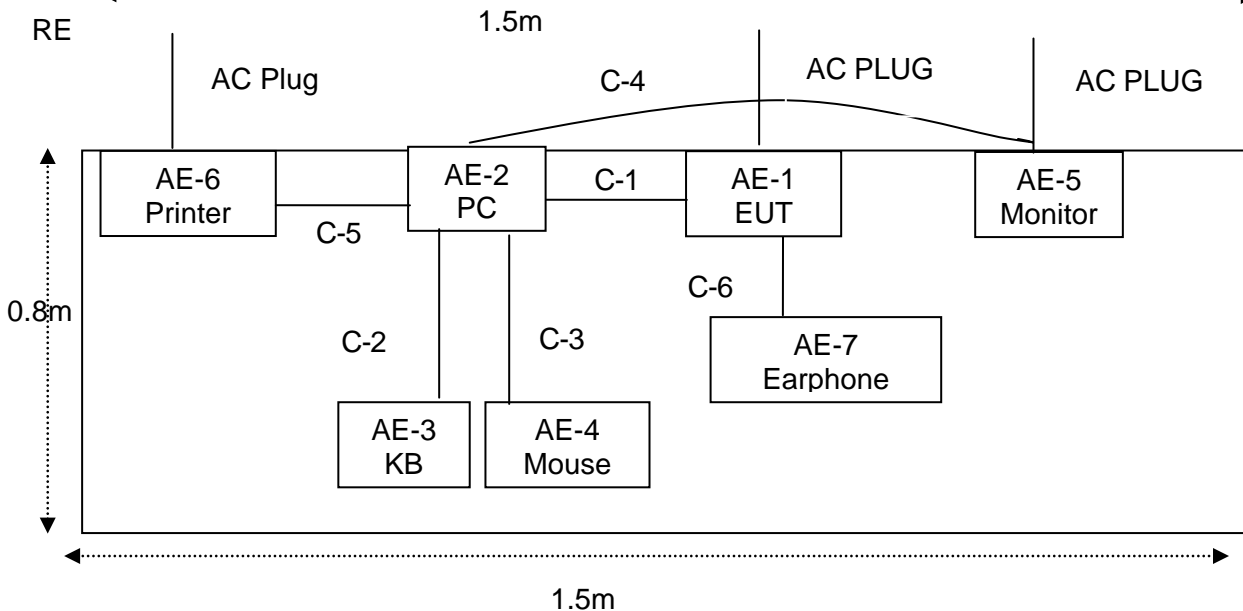 1.5m
RE
AC Plug
C-4
AC PLUG
AC PLUG
AE-6
Printer
AE-2
PC
C-1
AE-1
EUT
AE-5
Monitor
C-5
C-6
0.8m
C-2
C-3
AE-7
Earphone
AE-3
KB
AE-4
Mouse
1.5m